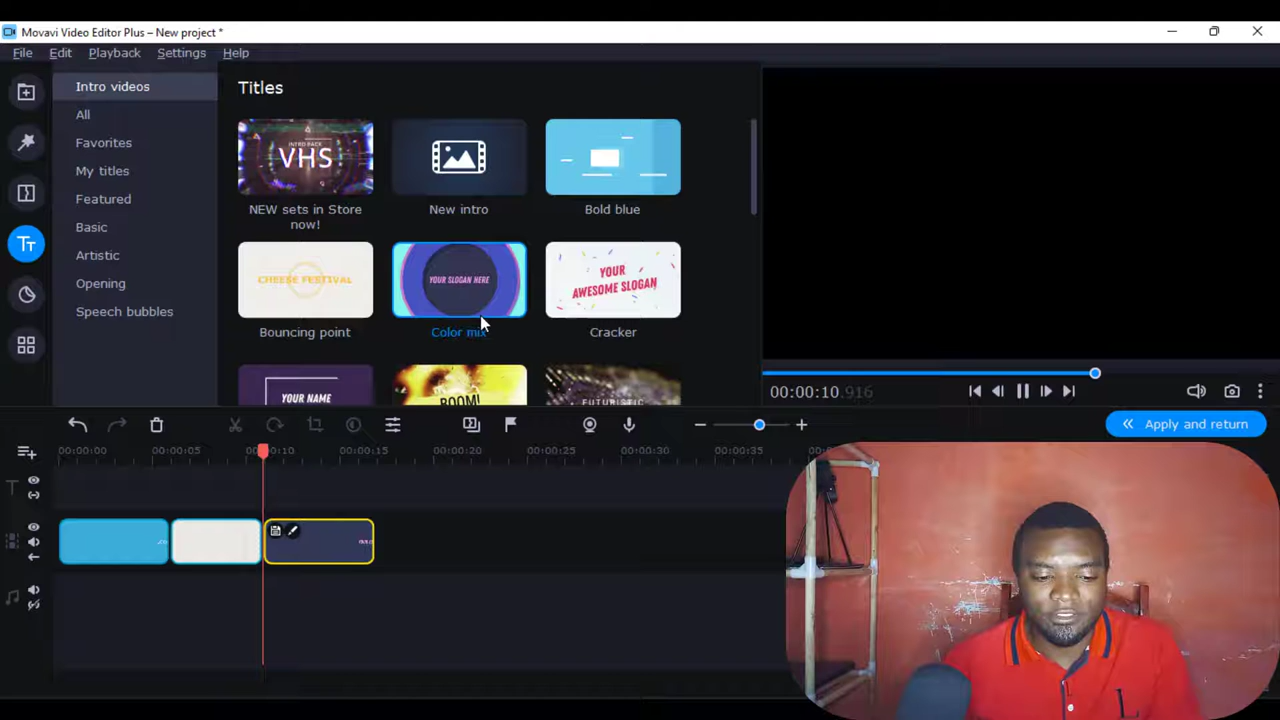 Movavi Video Editor Plus – New project *
File Edit Playback Settings Help
Intro videos
All
Favorites
My titles
Featured
Basic
Artistic
Opening
Speech bubbles
Titles
INTRO PACK
VHS
NEW sets in Store
now!
New intro
Bold blue
CHEESE FESTIVAL
Bouncing point
YOUR SLOGAN HERE
Color mix
YOUR
AWESOME SLOGAN
Cracker
YOUR NAME
BOOM!
FUTURISTIC
00:00:10.916
Apply and return
00:00:00 00:00:05 00:00:10 00:00:15 00:00:20 00:00:25 00:00:30 00:00:35